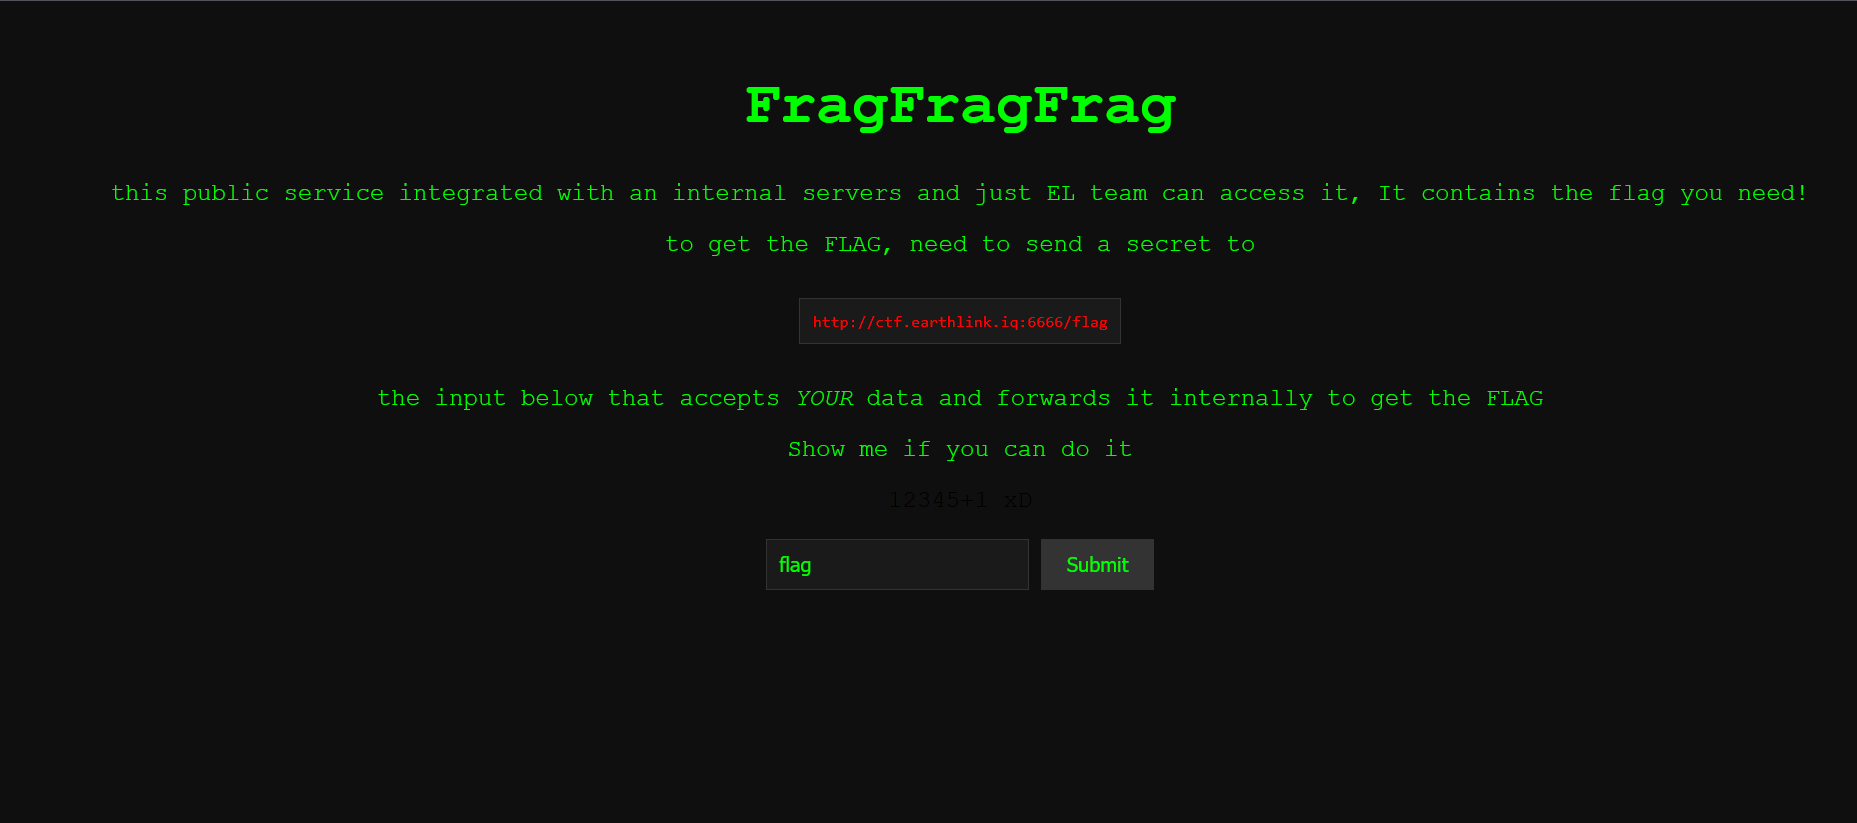 FragFragFrag
this public service integrated with an internal servers and just EL team can access it, It contains the flag you need!
to get the FLAG, need to send a secret to
http://ctf.earthlink.iq:6666/flag
the input below that accepts YOUR data and forwards it internally to get the FLAG
Show me if you can do it
12345+1 xD
flag
Submit